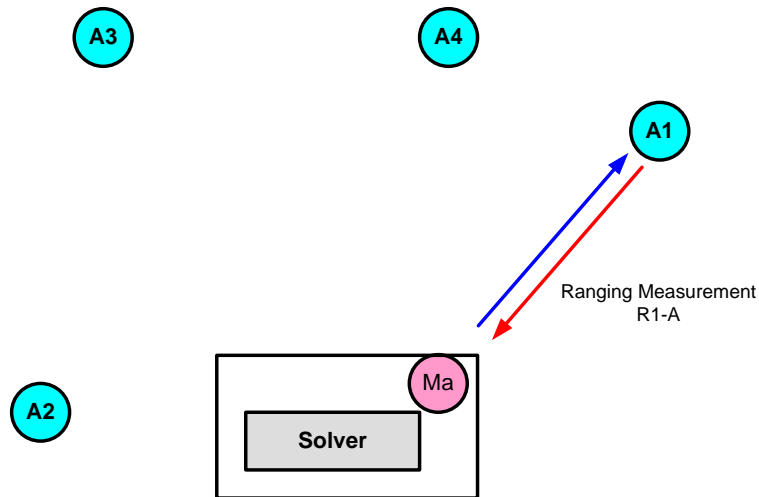 A3
A4
A1
Ranging Measurement
R1-A
Ma
A2
Solver